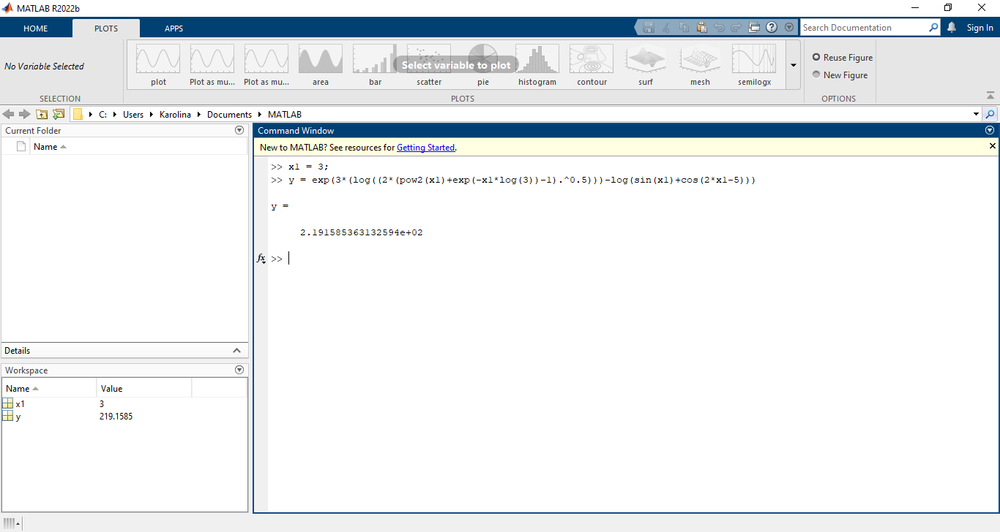 MATLAB R2022b
HOME PLOTS APPS
Search Documentation
Sign In
No Variable Selected
Select variable to plot
plot Plot as mu... Plot as mu... area bar scatter pie histogram contour surf mesh semilogx
Reuse Figure
New Figure
SELECTION PLOTS OPTIONS
C: Users Karolina Documents MATLAB
Current Folder
Name
Details
Workspace
Name Value
x1 3
y 219.1585
Command Window
New to MATLAB? See resources for Getting Started.
>> x1 = 3;
>> y = exp(3*(log((2*(pow2(x1)+exp(-x1*log(3))-1).^0.5)))-log(sin(x1)+cos(2*x1-5)))
y =
2.191585363132594e+02
fx >>